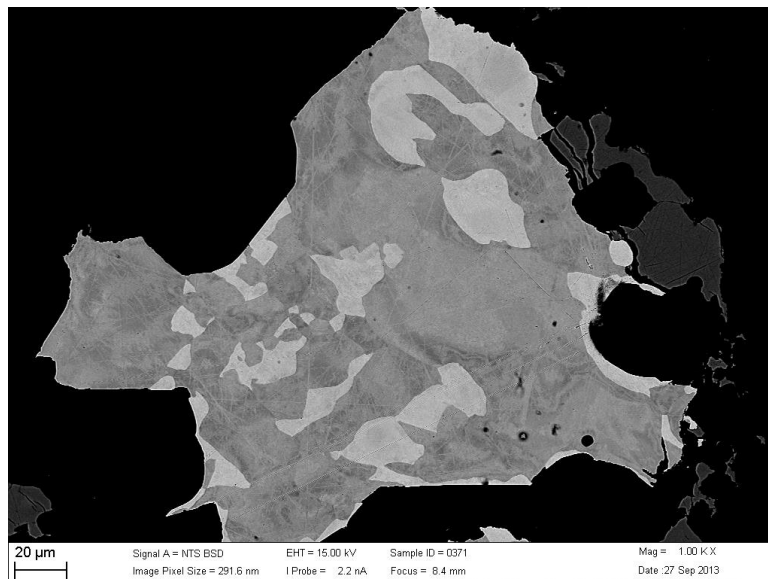 20 µm
Signal A = NTS BSD EHT = 15.00 kV Sample ID = 0371 Mag = 1.00 K X
Image Pixel Size = 291.6 nm I Probe = 2.2 nA Focus = 8.4 mm Date :27 Sep 2013